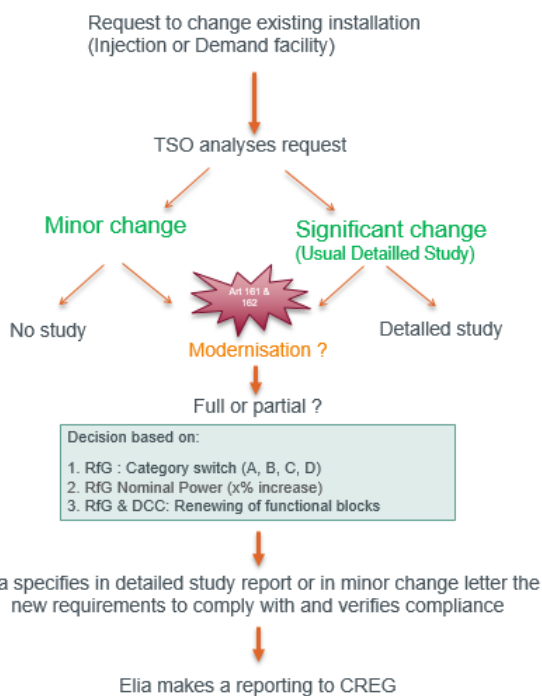 Request to change existing installation
(Injection or Demand facility)
TSO analyses request
Minor change
Significant change
(Usual Detailled Study)
Art 161 &
162
No study
Detalled study
Modernisation ?
Full or partial ?
Decision based on:
1. RfG : Category switch (A, B, C, D)
2. RfG Nominal Power (x% increase)
3. RfG & DCC: Renewing of functional blocks
a specifies in detailed study report or in minor change letter the
new requirements to comply with and verifies compliance
Elia makes a reporting to CREG